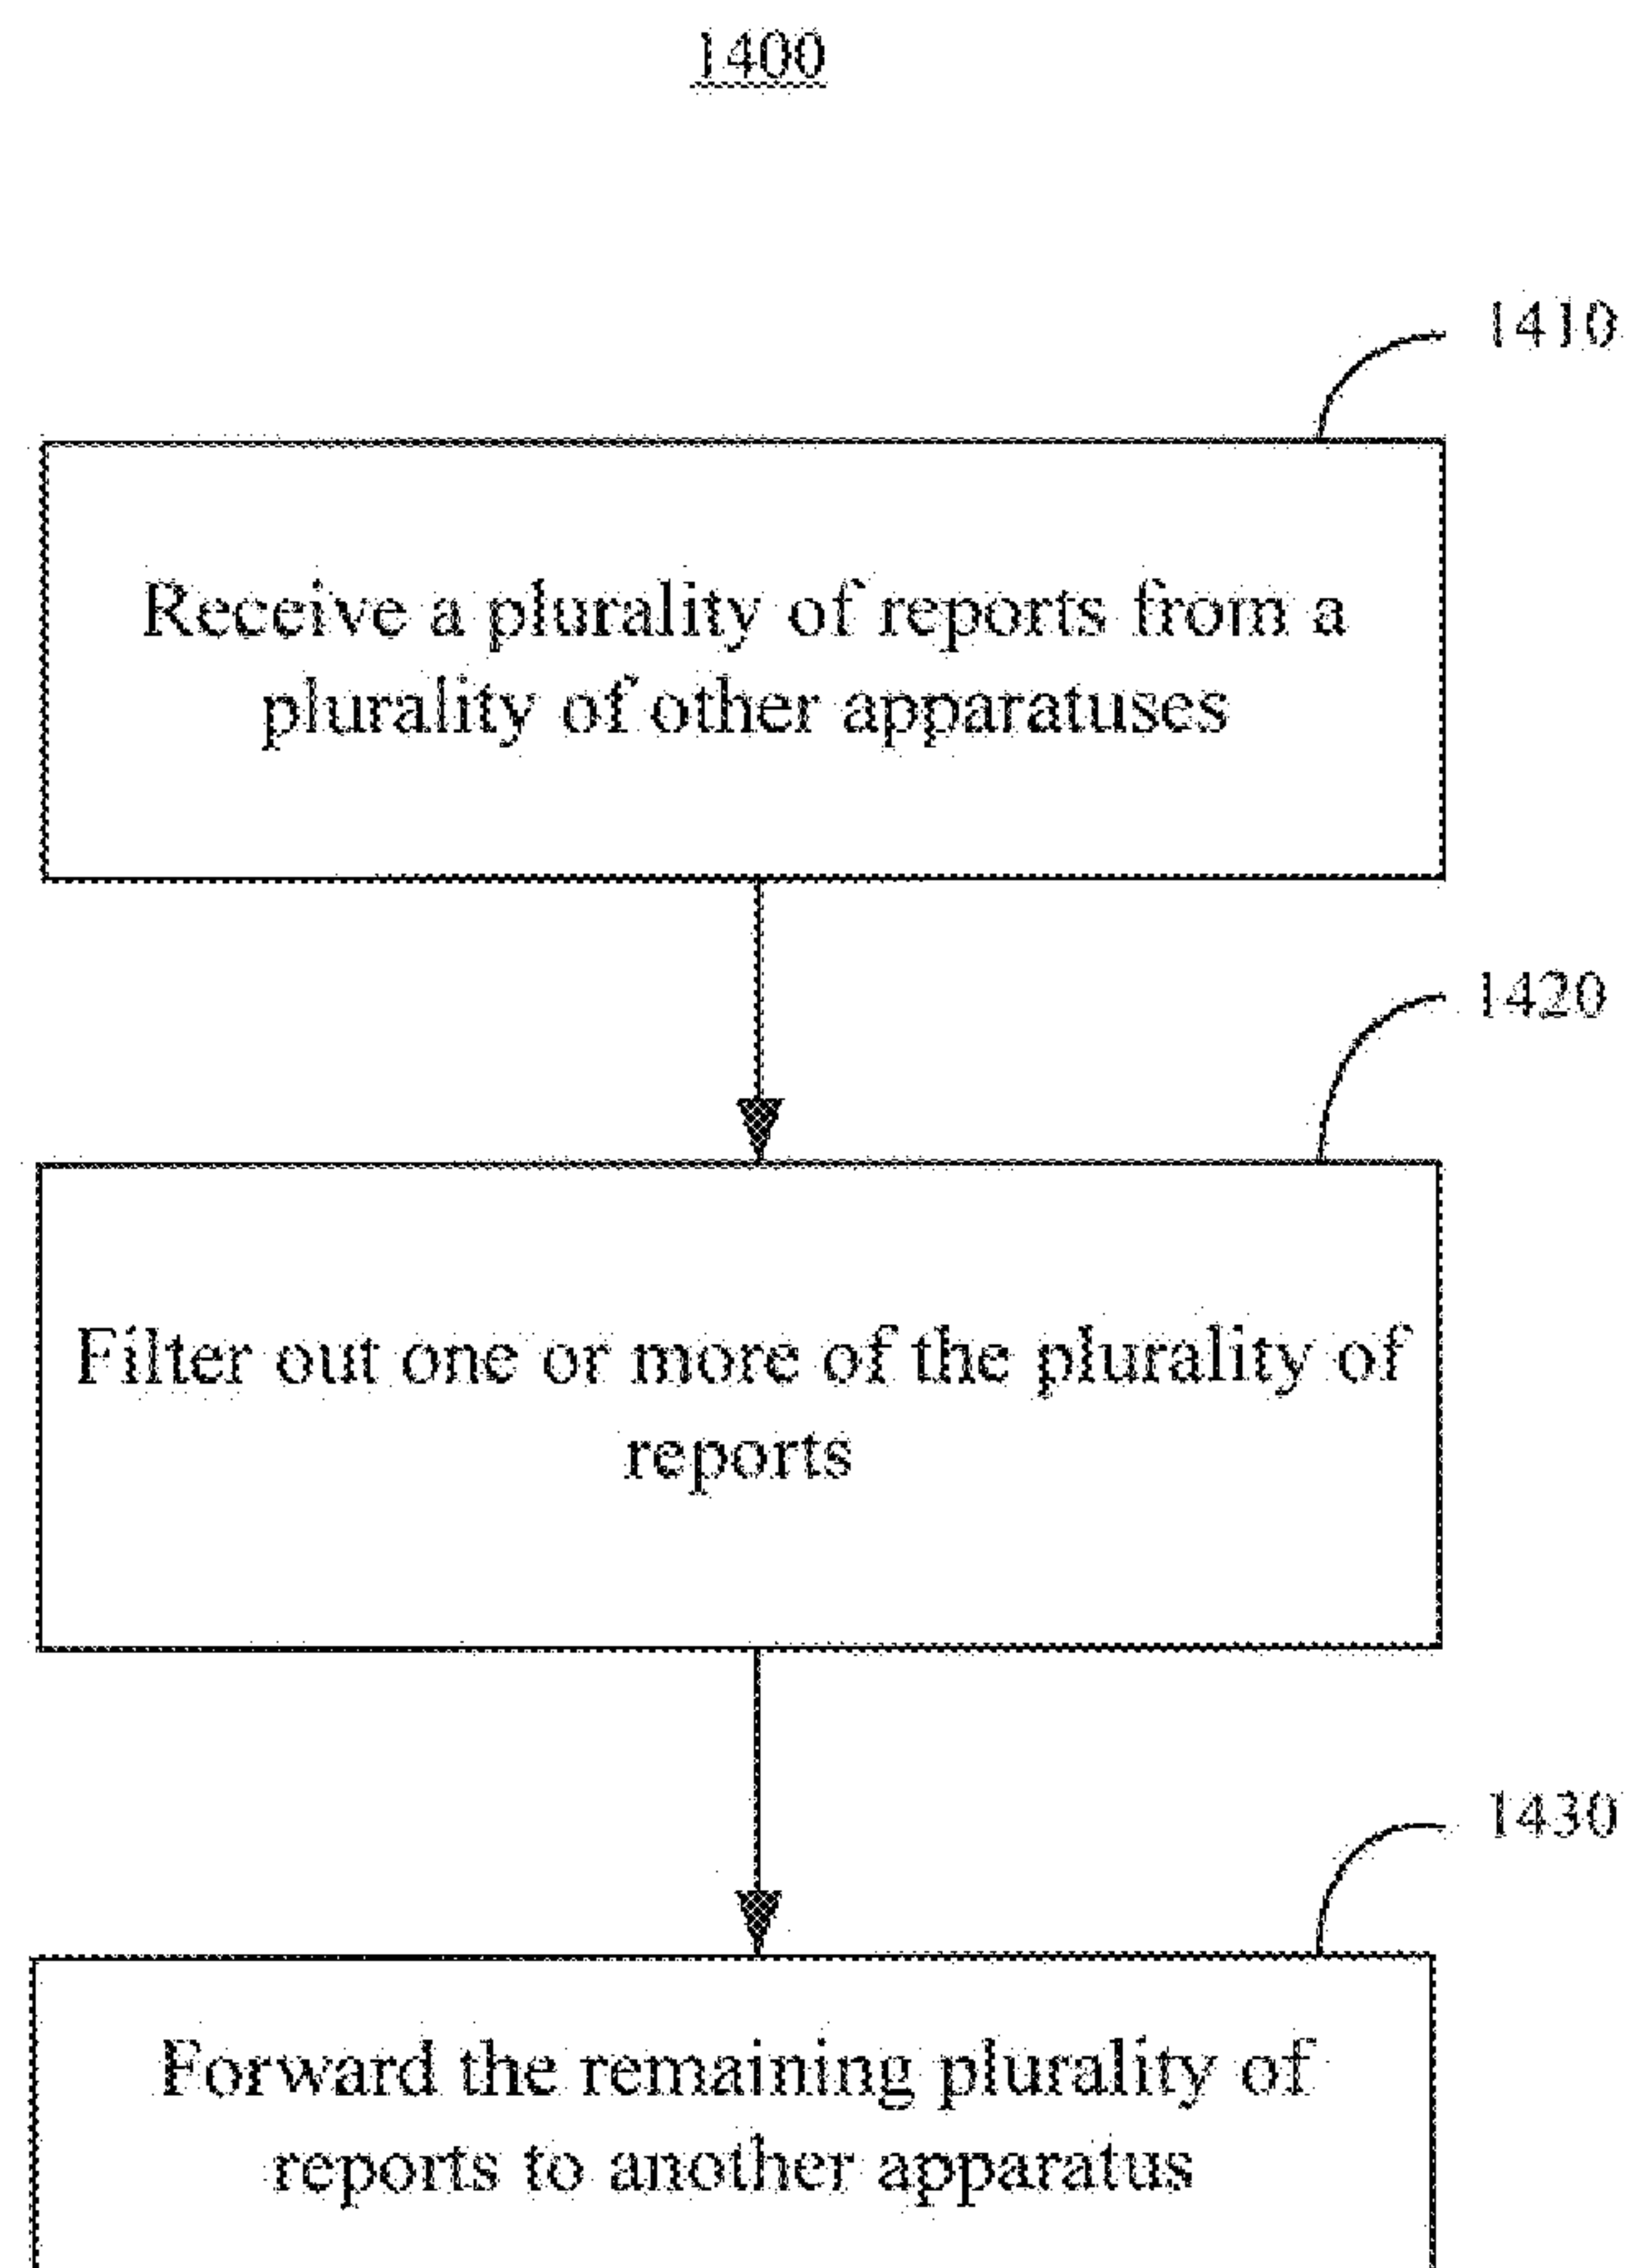 1400
1410
Receive a plurality of reports from a
plurality of other apparatuses
1420
Filter out one or more of the plurality of
reports
1430
Forward the remaining plurality of
reports to another apparatus